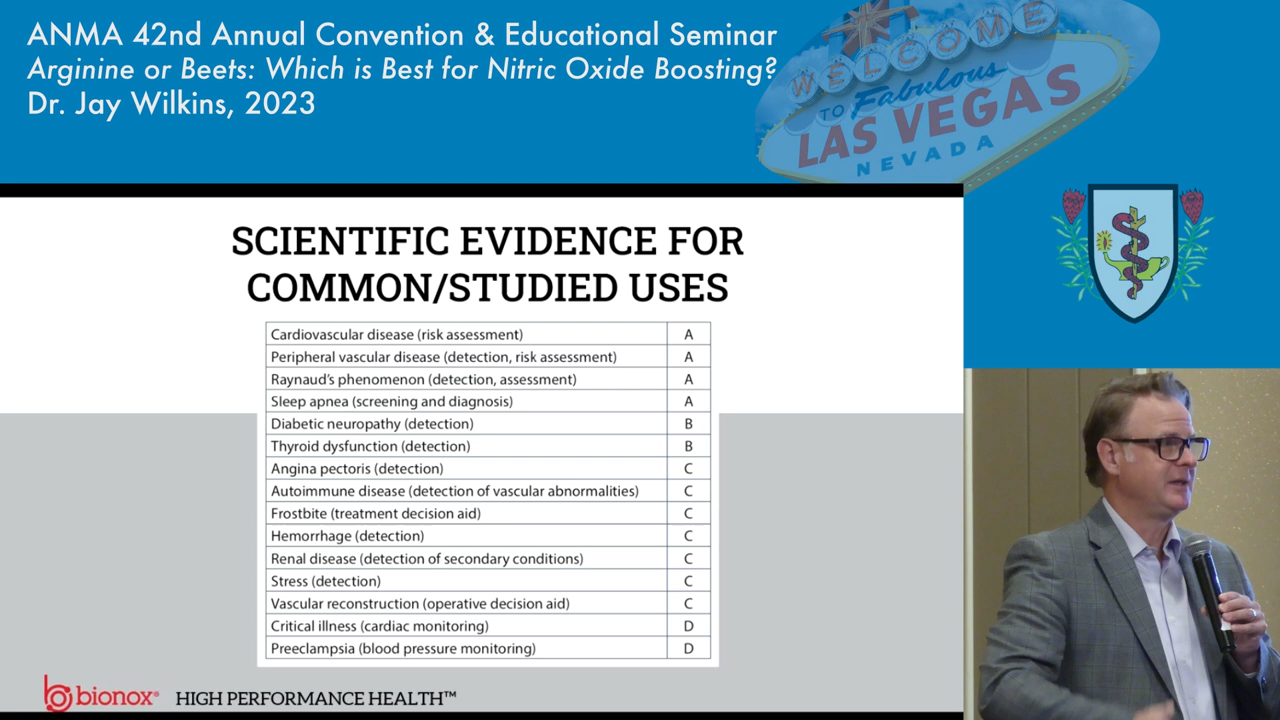 ANMA 42nd Annual Convention & Educational Seminar
Arginine or Beets: Which is Best for Nitric Oxide Boosting?
Dr. Jay Wilkins, 2023
WELCOME
TO Fabulous
LAS VEGAS
NEVADA
SCIENTIFIC EVIDENCE FOR
COMMON/STUDIED USES
Cardiovascular disease (risk assessment) A
Peripheral vascular disease (detection, risk assessment) A
Raynaud's phenomenon (detection, assessment) A
Sleep apnea (screening and diagnosis) A
Diabetic neuropathy (detection) B
Thyroid dysfunction (detection) B
Angina pectoris (detection) C
Autoimmune disease (detection of vascular abnormalities) C
Frostbite (treatment decision aid) C
Hemorrhage (detection) C
Renal disease (detection of secondary conditions) C
Stress (detection) C
Vascular reconstruction (operative decision aid) C
Critical illness (cardiac monitoring) D
Preeclampsia (blood pressure monitoring) D
bionox® HIGH PERFORMANCE HEALTH™